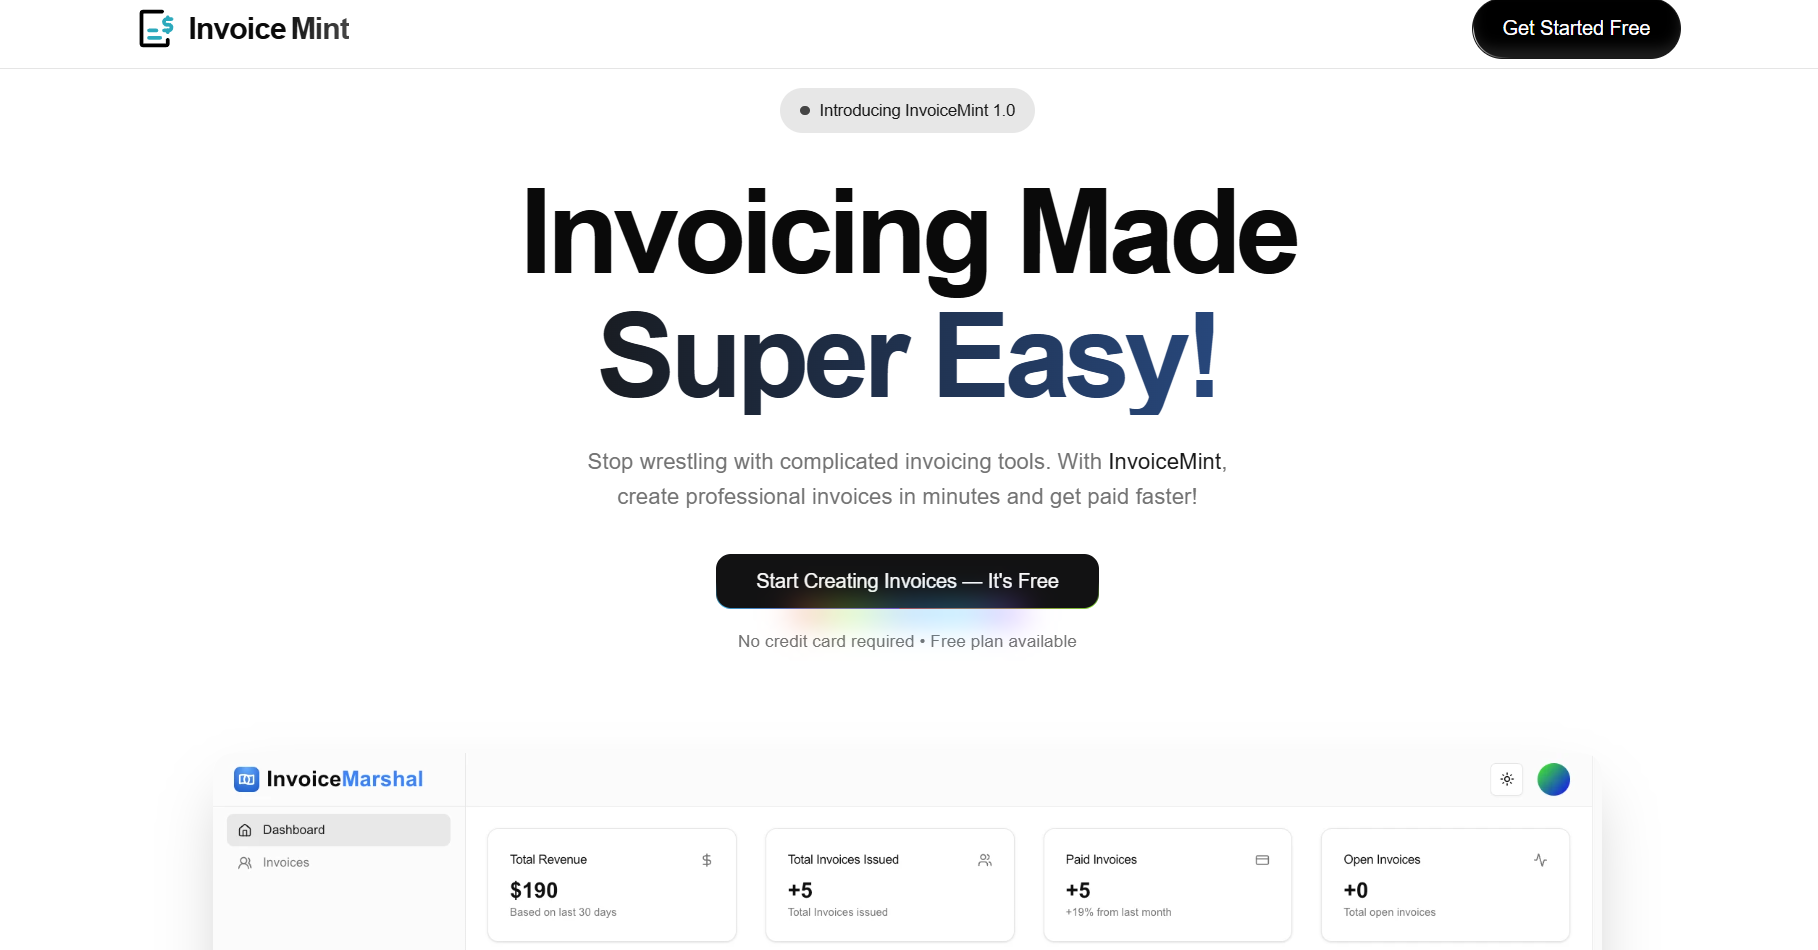 Invoice Mint
Get Started Free
Introducing InvoiceMint 1.0
Invoicing Made
Super Easy!
Stop wrestling with complicated invoicing tools. With InvoiceMint,
create professional invoices in minutes and get paid faster!
Start Creating Invoices — It's Free
No credit card required • Free plan available
InvoiceMarshal
Dashboard
Invoices
Total Revenue
$190
Based on last 30 days
Total Invoices Issued
+5
Total Invoices issued
Paid Invoices
+5
+19% from last month
Open Invoices
+0
Total open invoices